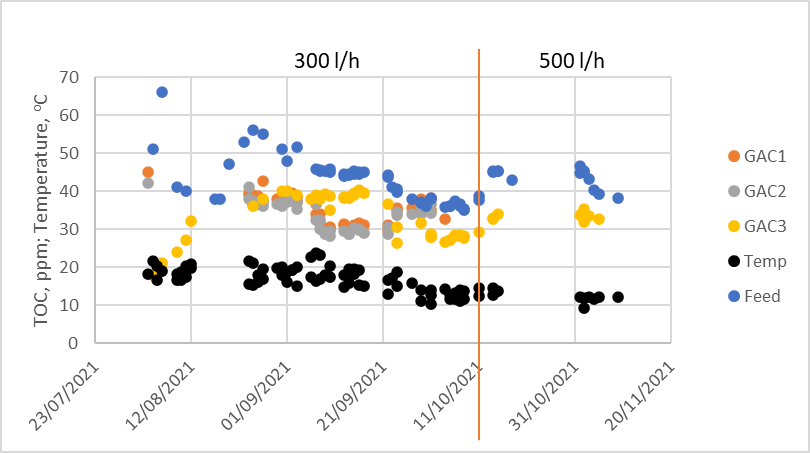 300 l/h
500 l/h
TOC, ppm; Temperature, ºC
70
60
50
40
30
20
10
0
23/07/2021
12/08/2021
01/09/2021
21/09/2021
11/10/2021
31/10/2021
20/11/2021
GAC1
GAC2
GAC3
Temp
Feed